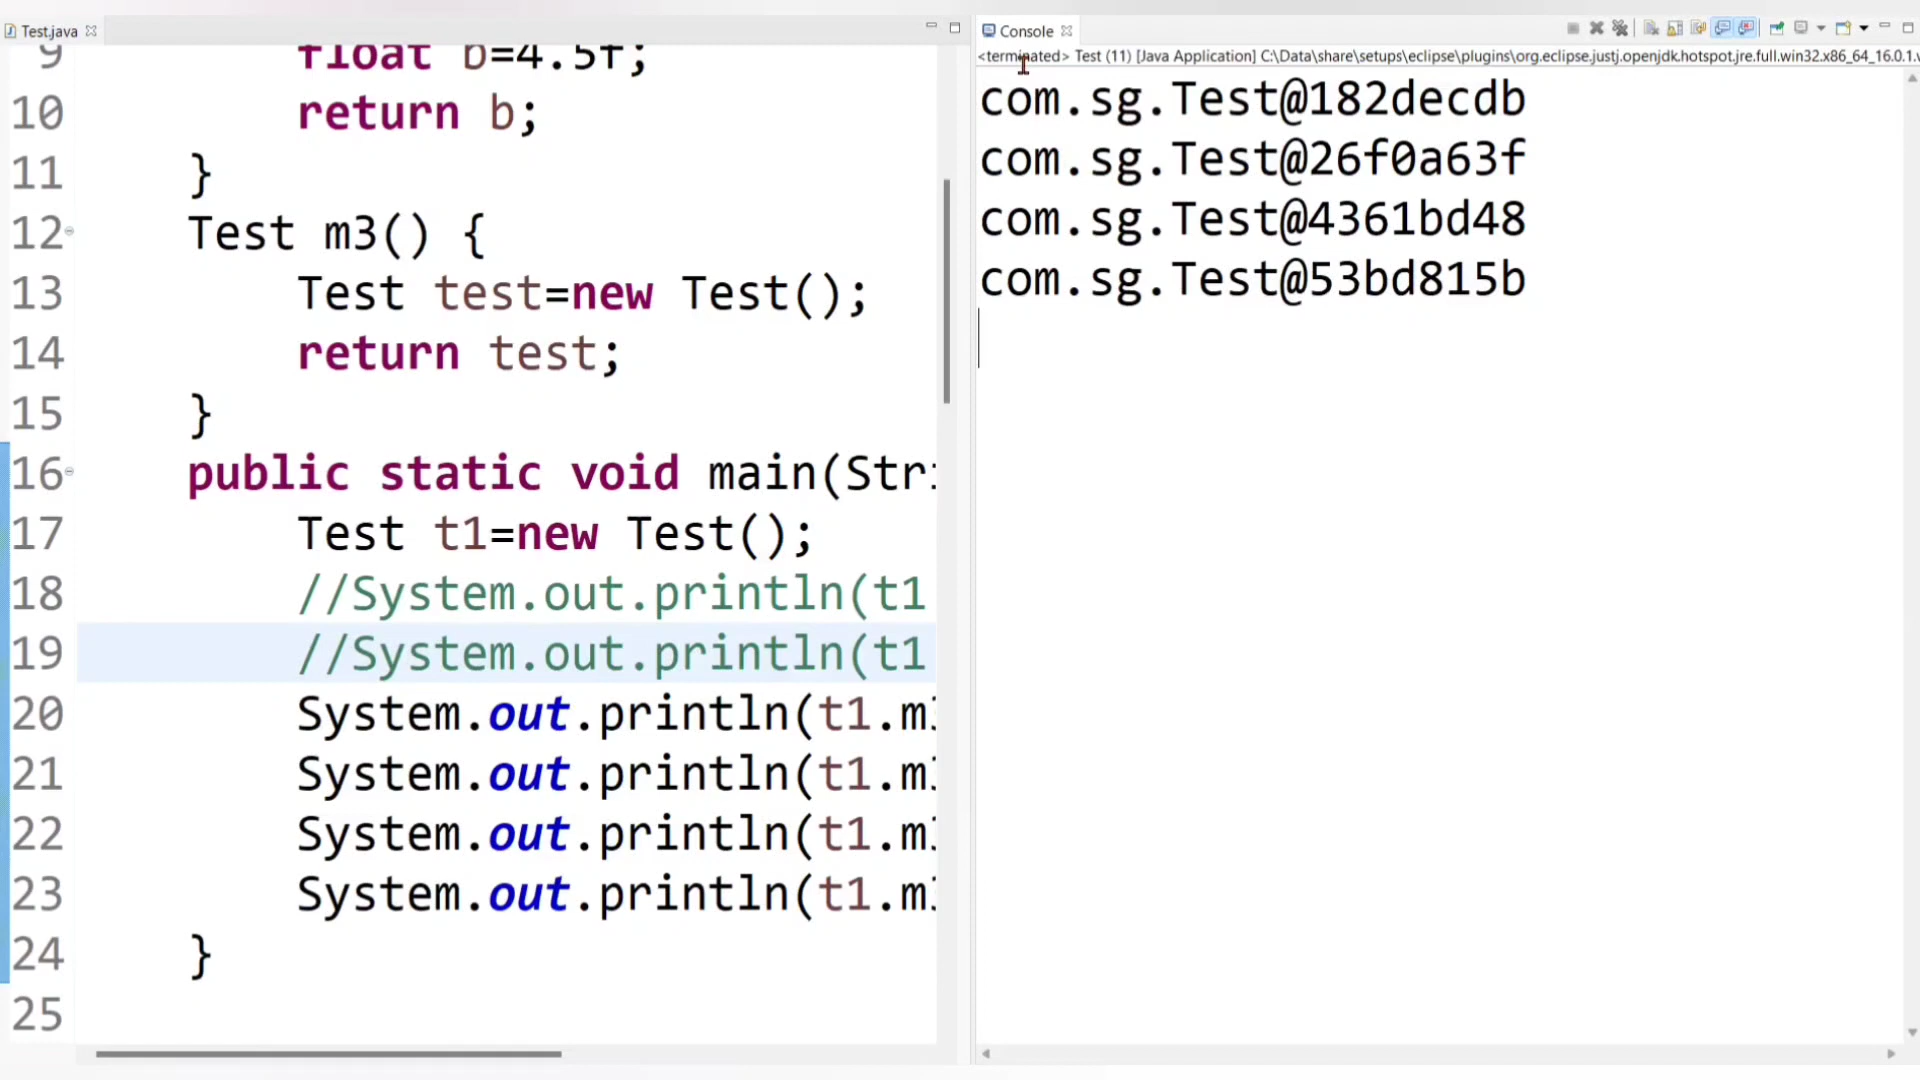 Test.java
9 float b=4.5f;
10 return b;
11 }
12 Test m3() {
13 Test test=new Test();
14 return test;
15 }
16 public static void main(Stri
17 Test t1=new Test();
18 //System.out.println(t1
19 //System.out.println(t1
20 System.out.println(t1.m3
21 System.out.println(t1.m3
22 System.out.println(t1.m3
23 System.out.println(t1.m3
24 }
25
Console
<terminated> Test (11) [Java Application] C:\Data\share\setups\eclipse\plugins\org.eclipse.justj.openjdk.hotspot.jre.full.win32.x86_64_16.0.1.v
com.sg.Test@182decdb
com.sg.Test@26f0a63f
com.sg.Test@4361bd48
com.sg.Test@53bd815b